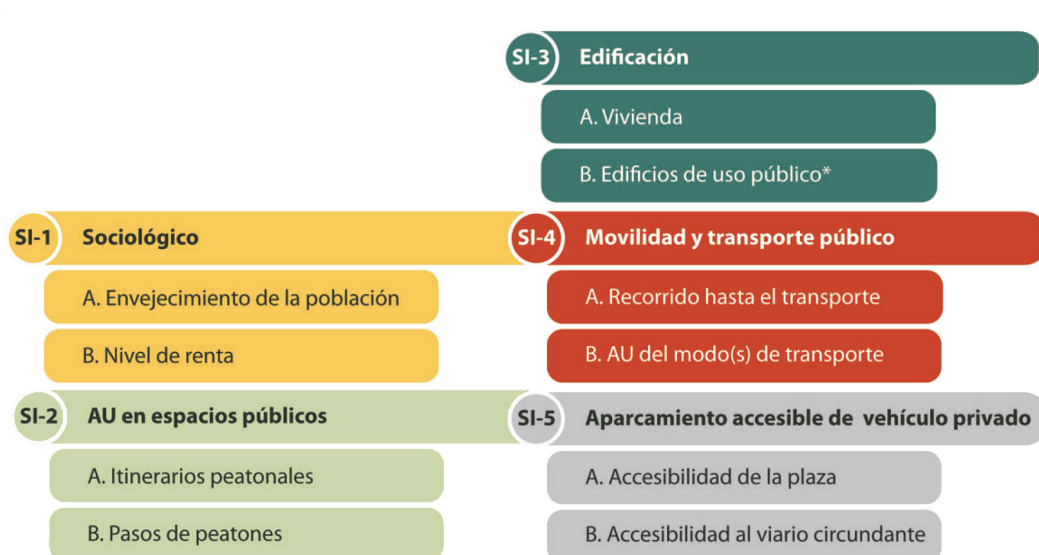 SI-3 Edificación
A. Vivienda
B. Edificios de uso público*
SI-1 Sociológico
A. Envejecimiento de la población
B. Nivel de renta
SI-4 Movilidad y transporte público
A. Recorrido hasta el transporte
B. AU del modo(s) de transporte
SI-2 AU en espacios públicos
A. Itinerarios peatonales
B. Pasos de peatones
SI-5 Aparcamiento accesible de vehículo privado
A. Accesibilidad de la plaza
B. Accesibilidad al viario circundante